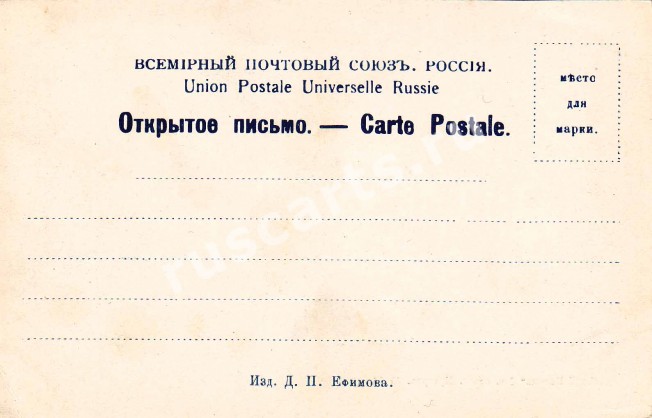 ВСЕМІРНЫЙ ПОЧТОВЫЙ СОЮЗЪ. РОССІЯ.
Union Postale Universelle Russie
Открытое письмо. — Carte Postale.
мѣсто
для
марки.
ruscarts.ru
Изд. Д. П. Ефимова.